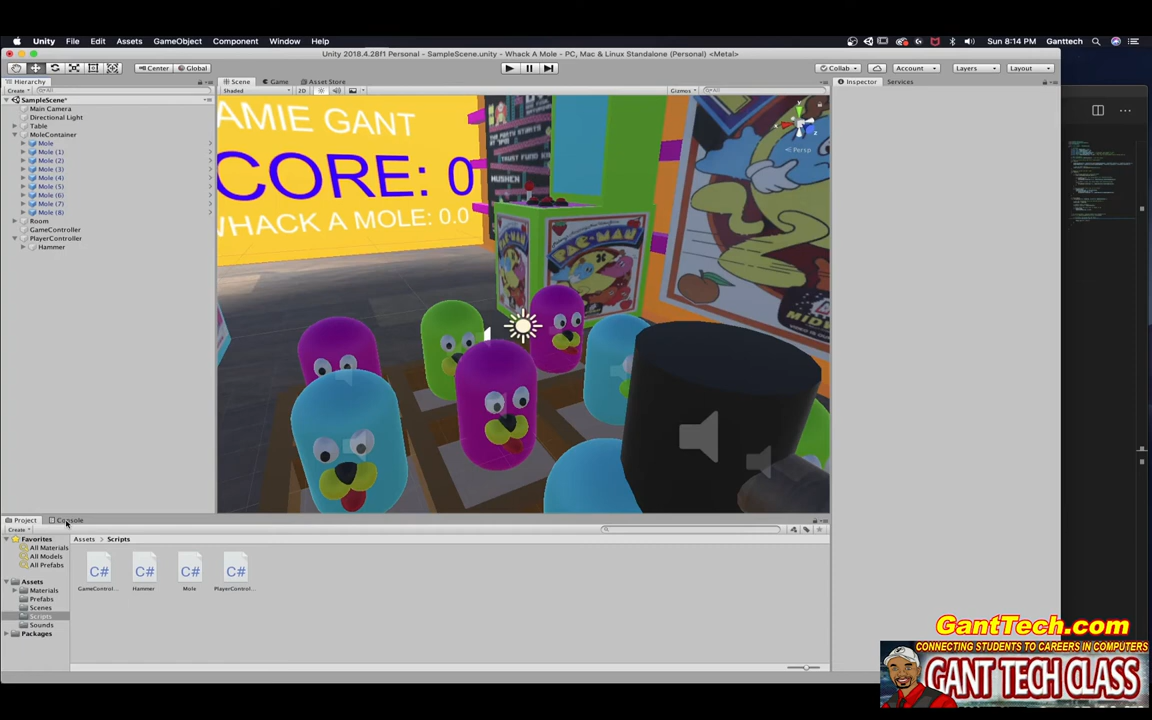 Unity File Edit Assets GameObject Component Window Help
Sun 8:14 PM Ganttech
Unity 2018.4.28f1 Personal - SampleScene.unity - Whack A Mole - PC, Mac & Linux Standalone (Personal) <Metal>
Center Global
Collab Account Layers Layout
Hierarchy
Scene Game Asset Store
Inspector Services
Create All
Shaded 2D
Gizmos All
SampleScene*
Main Camera
Directional Light
Table
MoleContainer
Mole
Mole (1)
Mole (2)
Mole (3)
Mole (4)
Mole (5)
Mole (6)
Mole (7)
Mole (8)
Room
GameController
PlayerController
Hammer
y
x
z
Persp
AMIE GANT
CORE: 0
WHACK A MOLE: 0.0
TRUST FUND
PAC-MAN
MIDW
Project Console
Create
Favorites
All Materials
All Models
All Prefabs
Assets
Materials
Prefabs
Scenes
Scripts
Sounds
Packages
Assets > Scripts
C# C# C# C#
GameControl... Hammer Mole PlayerControl...
GantTech.com
CONNECTING STUDENTS TO CAREERS IN COMPUTERS
GANT TECH CLASS